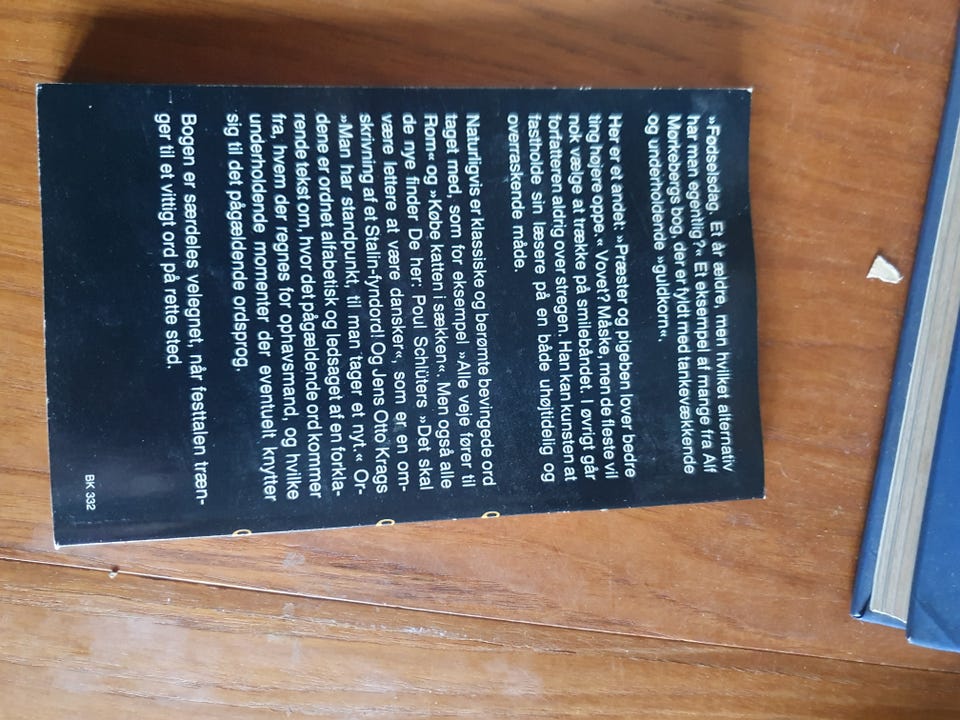 »Fødselsdag. Et år ældre, men hvilket alternativ
har man egentlig?« Et eksempel af mange fra Alf
Mørkebergs bog, der er fyldt med tankevækkende
og underholdende »guldkorn«.
Her er et andet: »Præster og pigeben lover bedre
ting højere oppe.« Vovet? Måske, men de fleste vil
nok vælge at trække på smilebåndet. I øvrigt går
forfatteren aldrig over stregen. Han kan kunsten at
fastholde sin læsere på en både uhøjtidelig og
overraskende måde.
Naturligvis er klassiske og berømte bevingede ord
taget med, som for eksempel »Alle veje fører til
Rom« og »Købe katten i sækken«. Men også alle
de nye finder De her: Poul Schlüters »Det skal
være lettere at være dansker«, som er en om-
skrivning af et Stalin-fyndord! Og Jens Otto Krags
»Man har standpunkt, til man tager et nyt.« Or-
dene er ordnet alfabetisk og ledsaget af en forkla-
rende tekst om, hvor det pågældende ord kommer
fra, hvem der regnes for ophavsmand, og hvilke
underholdende momenter der eventuelt knytter
sig til det pågældende ordsprog.
Bogen er særdeles velegnet, når festtalen træn-
ger til et vittigt ord på rette sted.
BK 332